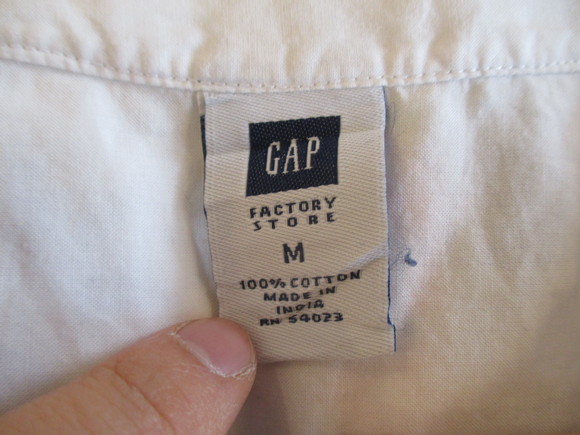 GAP
FACTORY
STORE
M
100% COTTON
MADE IN
INDIA
RN 54023